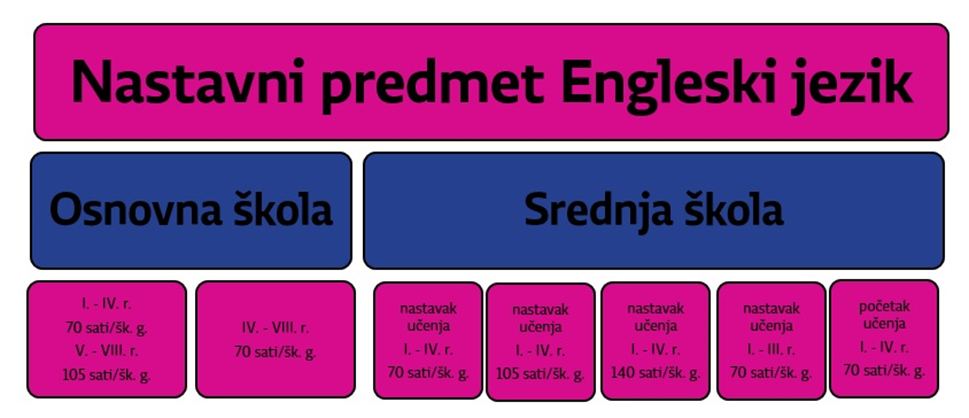 Nastavni predmet Engleski jezik
Osnovna škola
Srednja škola
I. - IV. r.
70 sati/šk. g.
V. - VIII. r.
105 sati/šk. g.
IV. - VIII. r.
70 sati/šk. g.
nastavak
učenja
I. - IV. r.
70 sati/šk. g.
nastavak
učenja
I. - IV. r.
105 sati/šk. g.
nastavak
učenja
I. - IV. r.
140 sati/šk. g.
nastavak
učenja
I. - III. r.
70 sati/šk. g.
početak
učenja
I. - IV. r.
70 sati/šk. g.